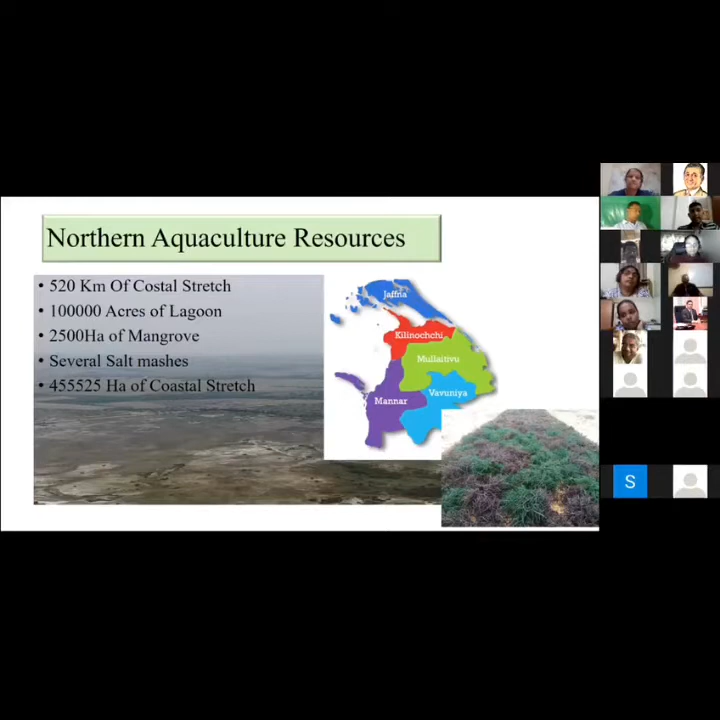 Northern Aquaculture Resources
• 520 Km Of Costal Stretch
• 100000 Acres of Lagoon
• 2500Ha of Mangrove
• Several Salt mashes
• 455525 Ha of Coastal Stretch
Jaffna
Kilinochchi
Mullaitivu
Vavuniya
Mannar
S